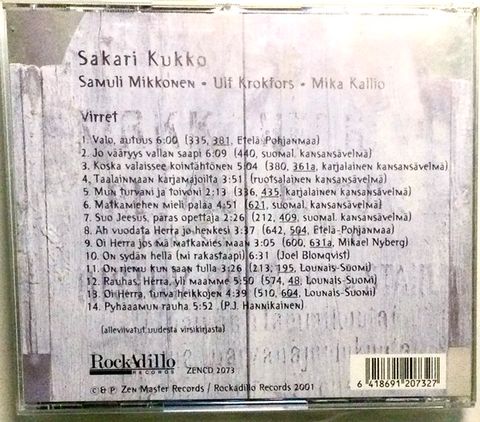 Sakari Kukko
Samuli Mikkonen • Ulf Krokfors • Mika Kallio
Virret
1. Valo, autuus 6:00 (335, 381, Etelä-Pohjanmaa)
2. Jo vääryys vallan saapi 6:09 (440, suomal. kansansävelmä)
3. Koska valaissee kointähtönen 5:04 (380, 361a, karjalainen kansansävelmä)
4. Taalainmaan karjamajoilta 3:51 (ruotsalainen kansansävelmä)
5. Mun turvani ja toivoni 2:13 (336, 435, karjalainen kansansävelmä)
6. Matkamiehen mieli palaa 4:51 (621, suomal. kansansävelmä)
7. Suo Jeesus, paras opettaja 2:26 (212, 409, suomal. kansansävelmä)
8. Ah vuodata Herra jo henkesi 3:37 (642, 504, Etelä-Pohjanmaa)
9. Oi Herra jos mä matkamies maan 3:05 (600, 631a, Mikael Nyberg)
10. On sydän hellä (mi rakastaapi) 6:31 (Joel Blomqvist)
11. On riemu kun saan tulla 3:26 (213, 195, Lounais-Suomi)
12. Rauhas, Herra, yli maamme 5:50 (574, 48, Lounais-Suomi)
13. Oi Herra, turva heikkojen 4:39 (510, 604, Lounais-Suomi)
14. Pyhäaamun rauha 5:52 (P.J. Hannikainen)
(alleviivatut uudesta virsikirjasta)
RockAdillo
RECORDS
ZENCD 2073
© & ℗ Zen Master Records / Rockadillo Records 2001
6 418691 207327